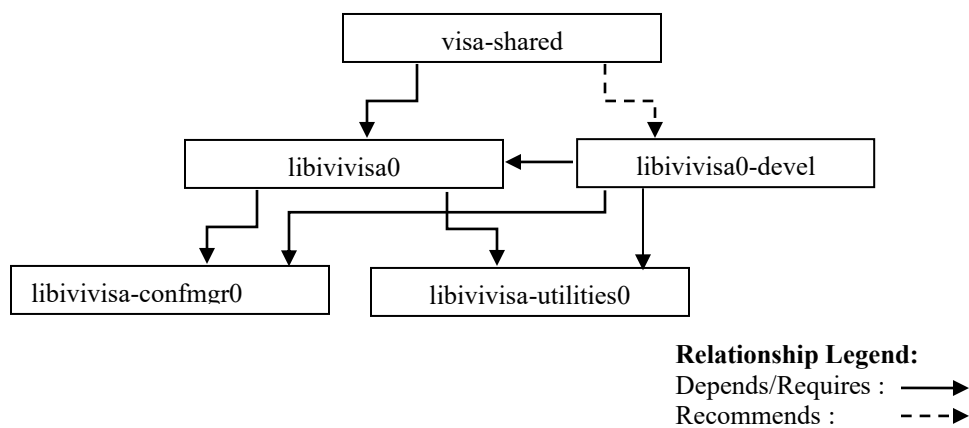 visa-shared
libivivisa0
libivivisa0-devel
libivivisa-confmgr0
libivivisa-utilities0
Relationship Legend:
Depends/Requires :
Recommends :